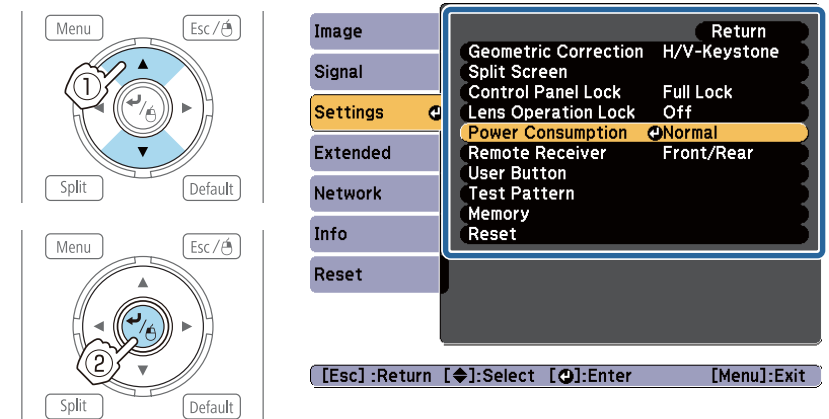 Menu
Esc /
1
Split
Default
Menu
Esc /
2
Split
Default
Image
Signal
Settings
Extended
Network
Info
Reset
Return
Geometric Correction H/V-Keystone
Split Screen
Control Panel Lock Full Lock
Lens Operation Lock Off
Power Consumption Normal
Remote Receiver Front/Rear
User Button
Test Pattern
Memory
Reset
[Esc] :Return [◆]:Select [⏎]:Enter [Menu]:Exit